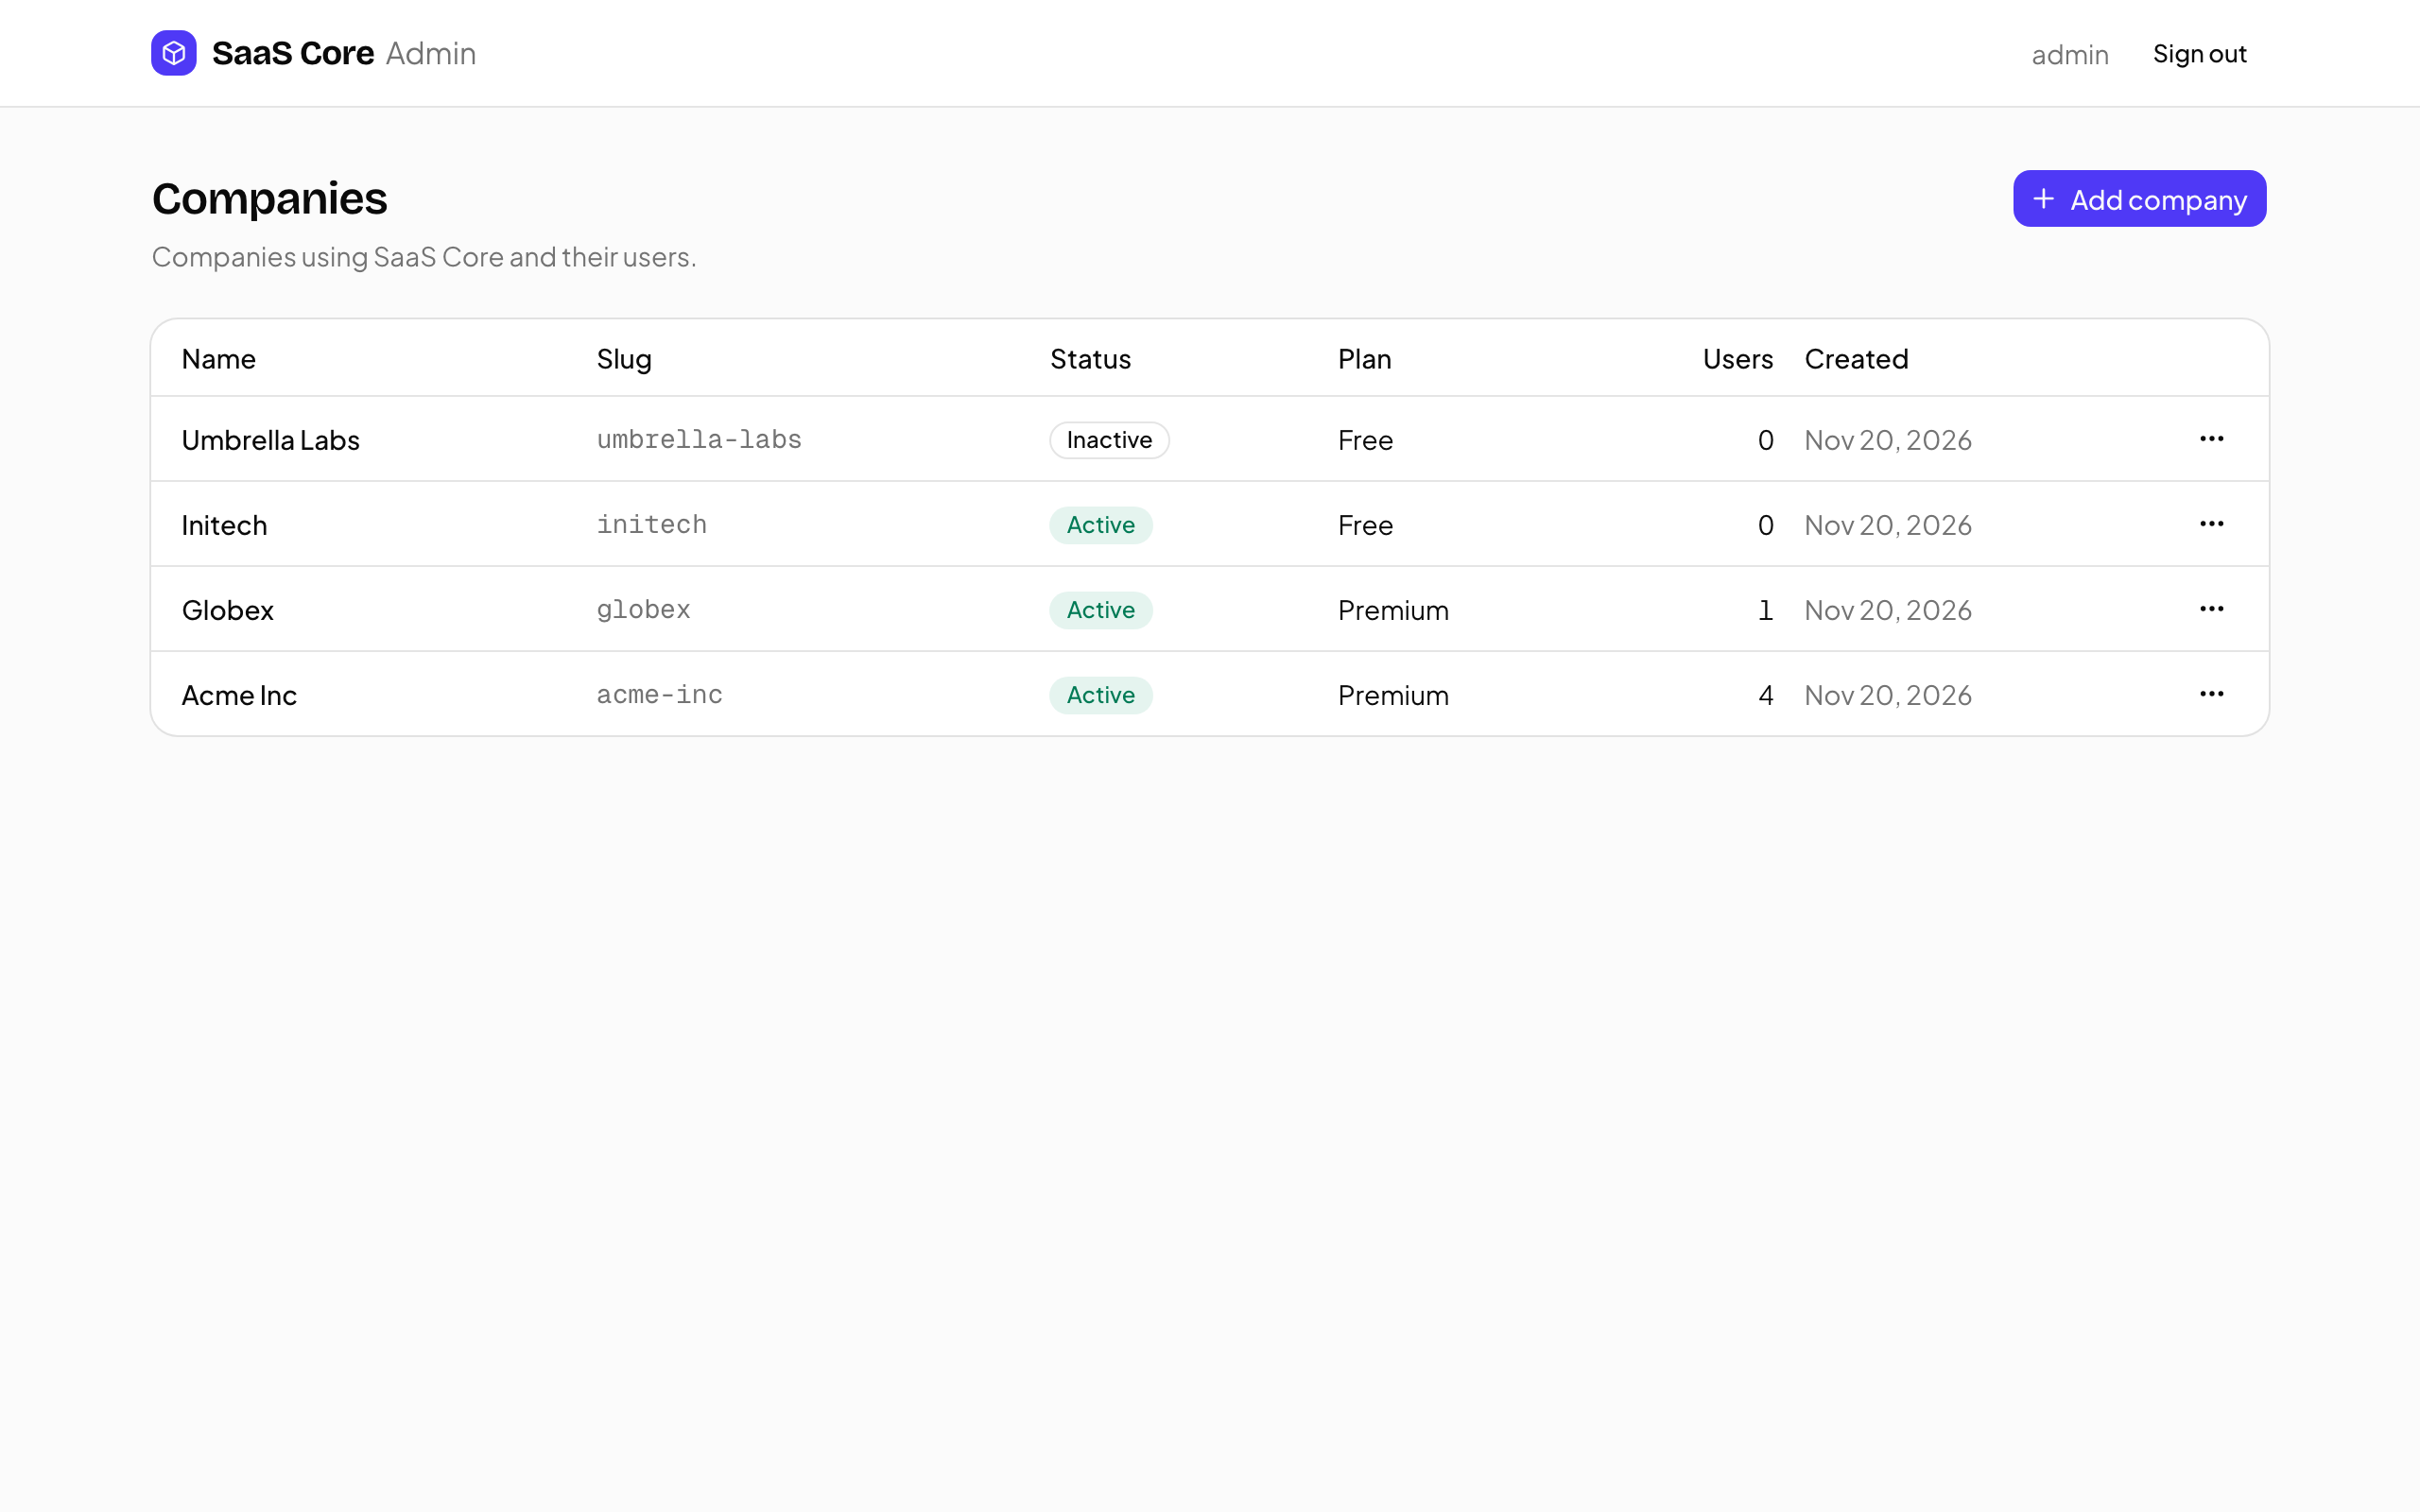 SaaS Core Admin admin Sign out
Companies + Add company
Companies using SaaS Core and their users.
Name Slug Status Plan Users Created
Umbrella Labs umbrella-labs Inactive Free 0 Nov 20, 2026 ···
Initech initech Active Free 0 Nov 20, 2026 ···
Globex globex Active Premium 1 Nov 20, 2026 ···
Acme Inc acme-inc Active Premium 4 Nov 20, 2026 ···